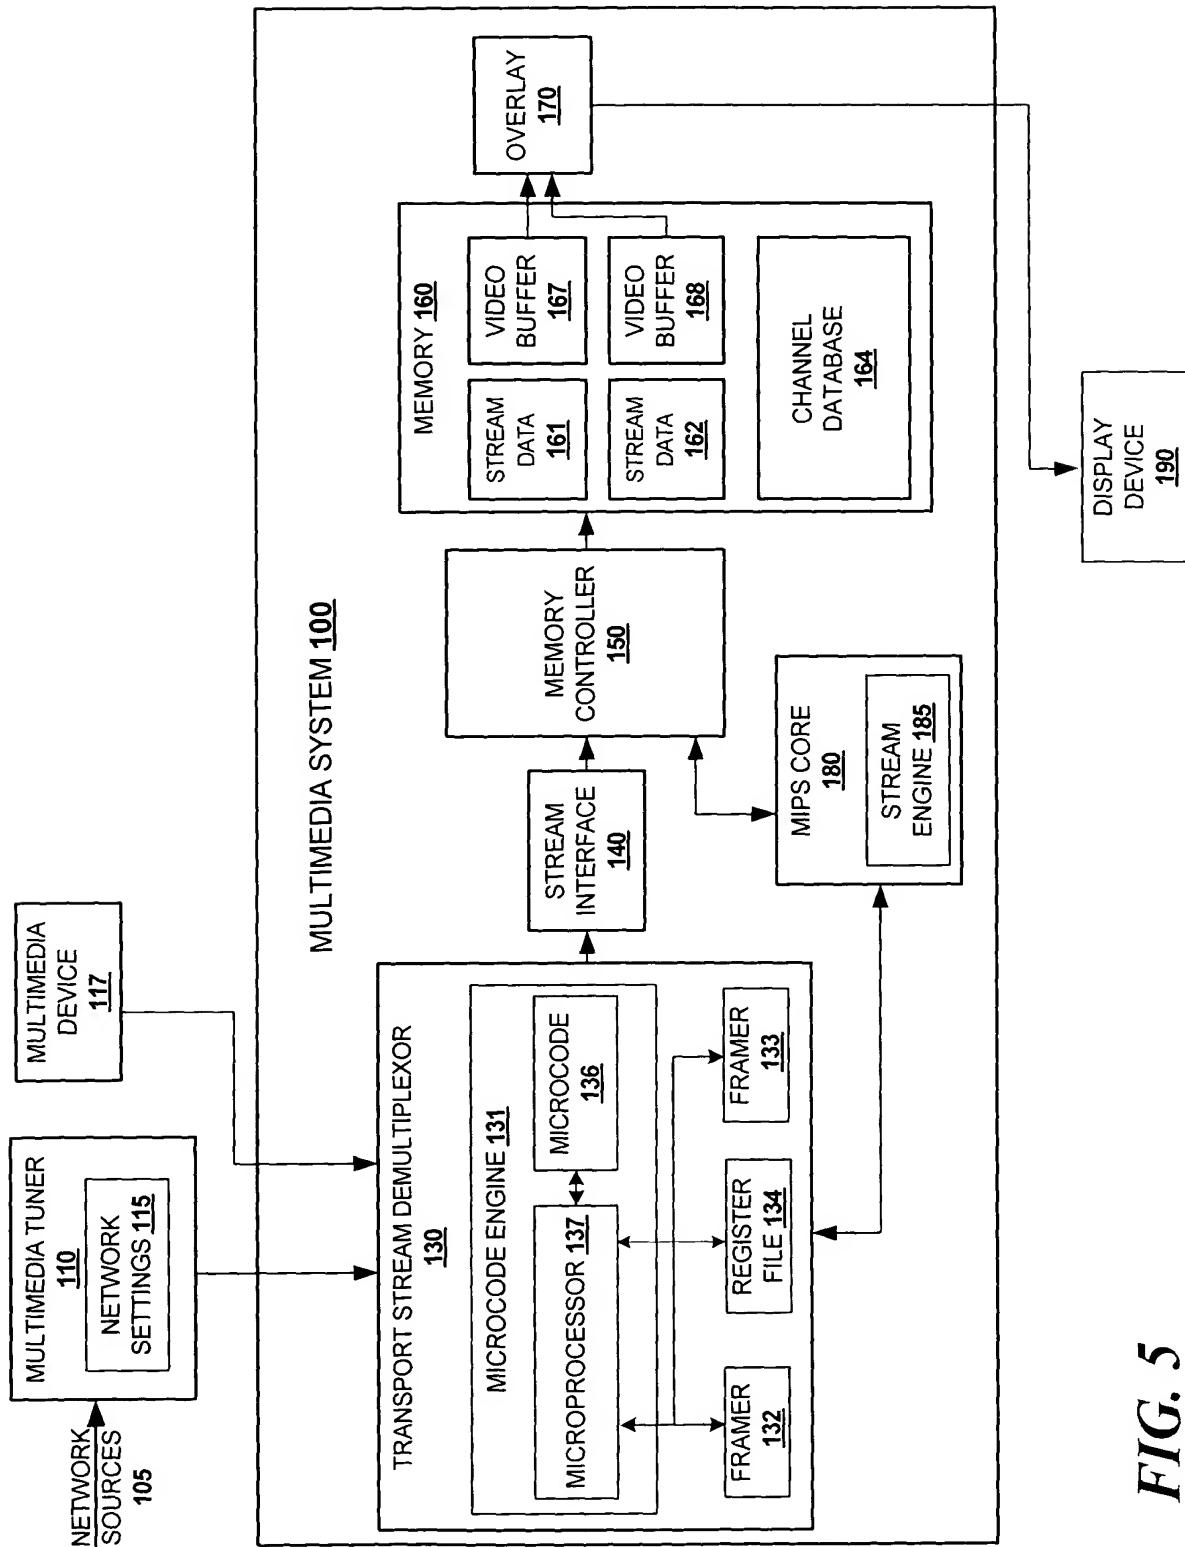 NETWORK
SOURCES
105
MULTIMEDIA TUNER
110
NETWORK
SETTINGS 115
MULTIMEDIA
DEVICE
117
MULTIMEDIA SYSTEM 100
TRANSPORT STREAM DEMULTIPLEXOR
130
MICROCODE ENGINE 131
MICROPROCESSOR 137
MICROCODE
136
FRAMER
132
REGISTER
FILE 134
FRAMER
133
STREAM
INTERFACE
140
MEMORY
CONTROLLER
150
MIPS CORE
180
STREAM
ENGINE 185
MEMORY 160
STREAM
DATA
161
VIDEO
BUFFER
167
STREAM
DATA
162
VIDEO
BUFFER
168
CHANNEL
DATABASE
164
OVERLAY
170
DISPLAY
DEVICE
190
FIG. 5